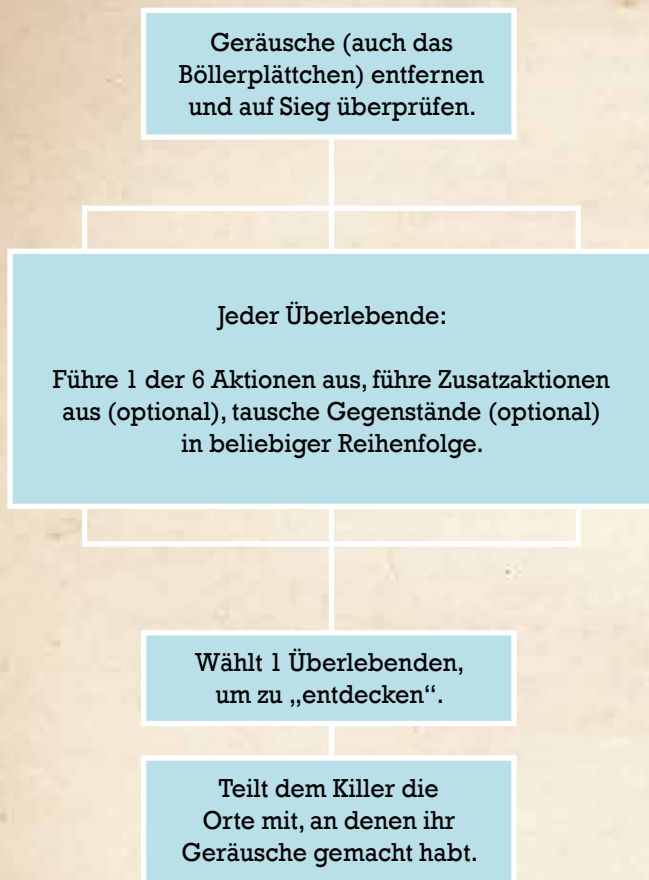 Geräusche (auch das
Böllerplättchen) entfernen
und auf Sieg überprüfen.
Jeder Überlebende:
Führe 1 der 6 Aktionen aus, führe Zusatzaktionen
aus (optional), tausche Gegenstände (optional)
in beliebiger Reihenfolge.
Wählt 1 Überlebenden,
um zu „entdecken“.
Teilt dem Killer die
Orte mit, an denen ihr
Geräusche gemacht habt.